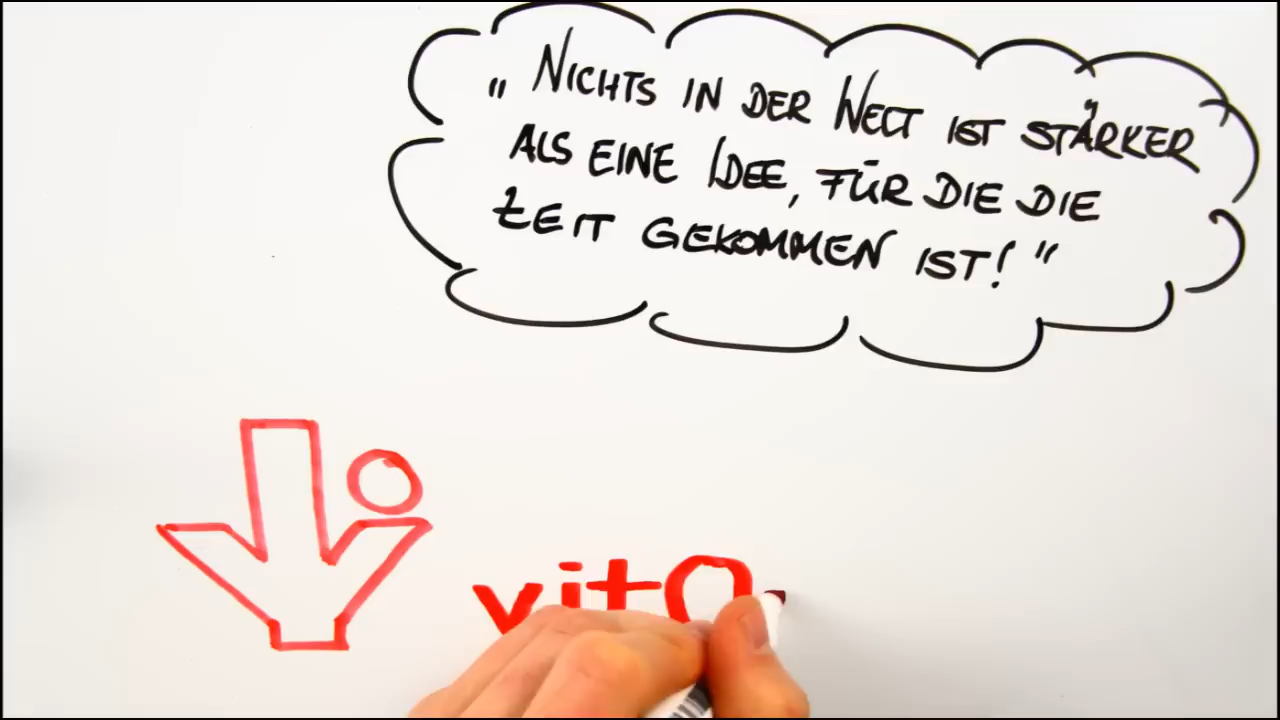 „NICHTS IN DER WELT IST STÄRKER
ALS EINE IDEE, FÜR DIE DIE
ZEIT GEKOMMEN IST!"
vito